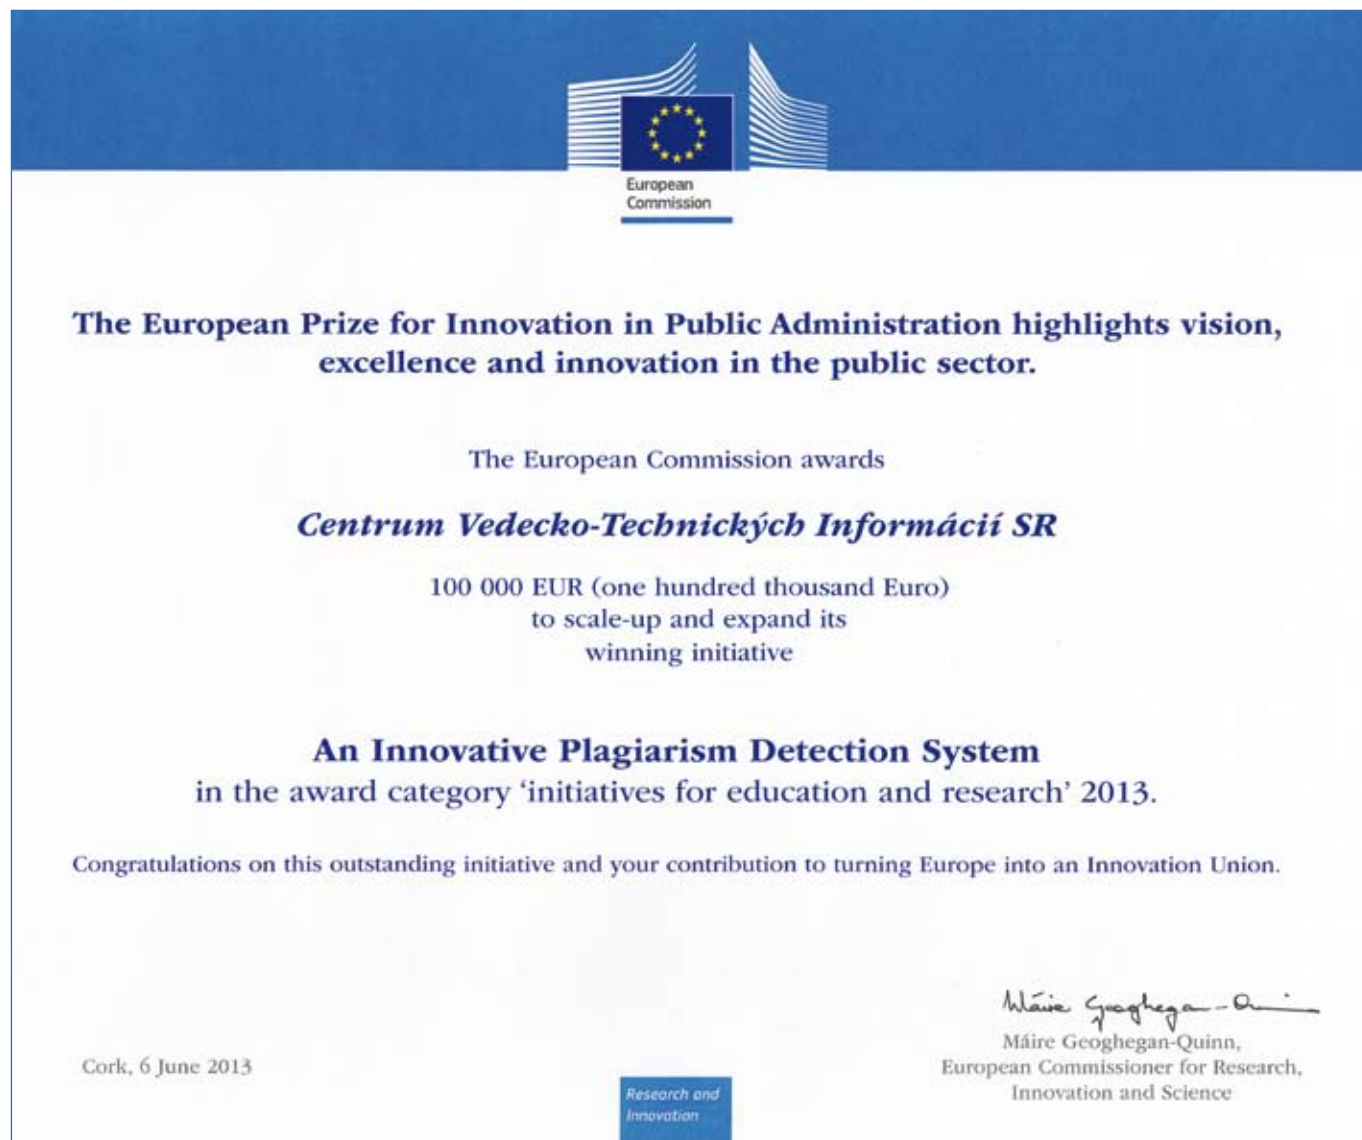 European
Commission
The European Prize for Innovation in Public Administration highlights vision,
excellence and innovation in the public sector.
The European Commission awards
Centrum Vedecko-Technických Informácií SR
100 000 EUR (one hundred thousand Euro)
to scale-up and expand its
winning initiative
An Innovative Plagiarism Detection System
in the award category ‘initiatives for education and research’ 2013.
Congratulations on this outstanding initiative and your contribution to turning Europe into an Innovation Union.
Máire Geoghegan-Quinn
Máire Geoghegan-Quinn,
European Commissioner for Research,
Innovation and Science
Cork, 6 June 2013
Research and
Innovation